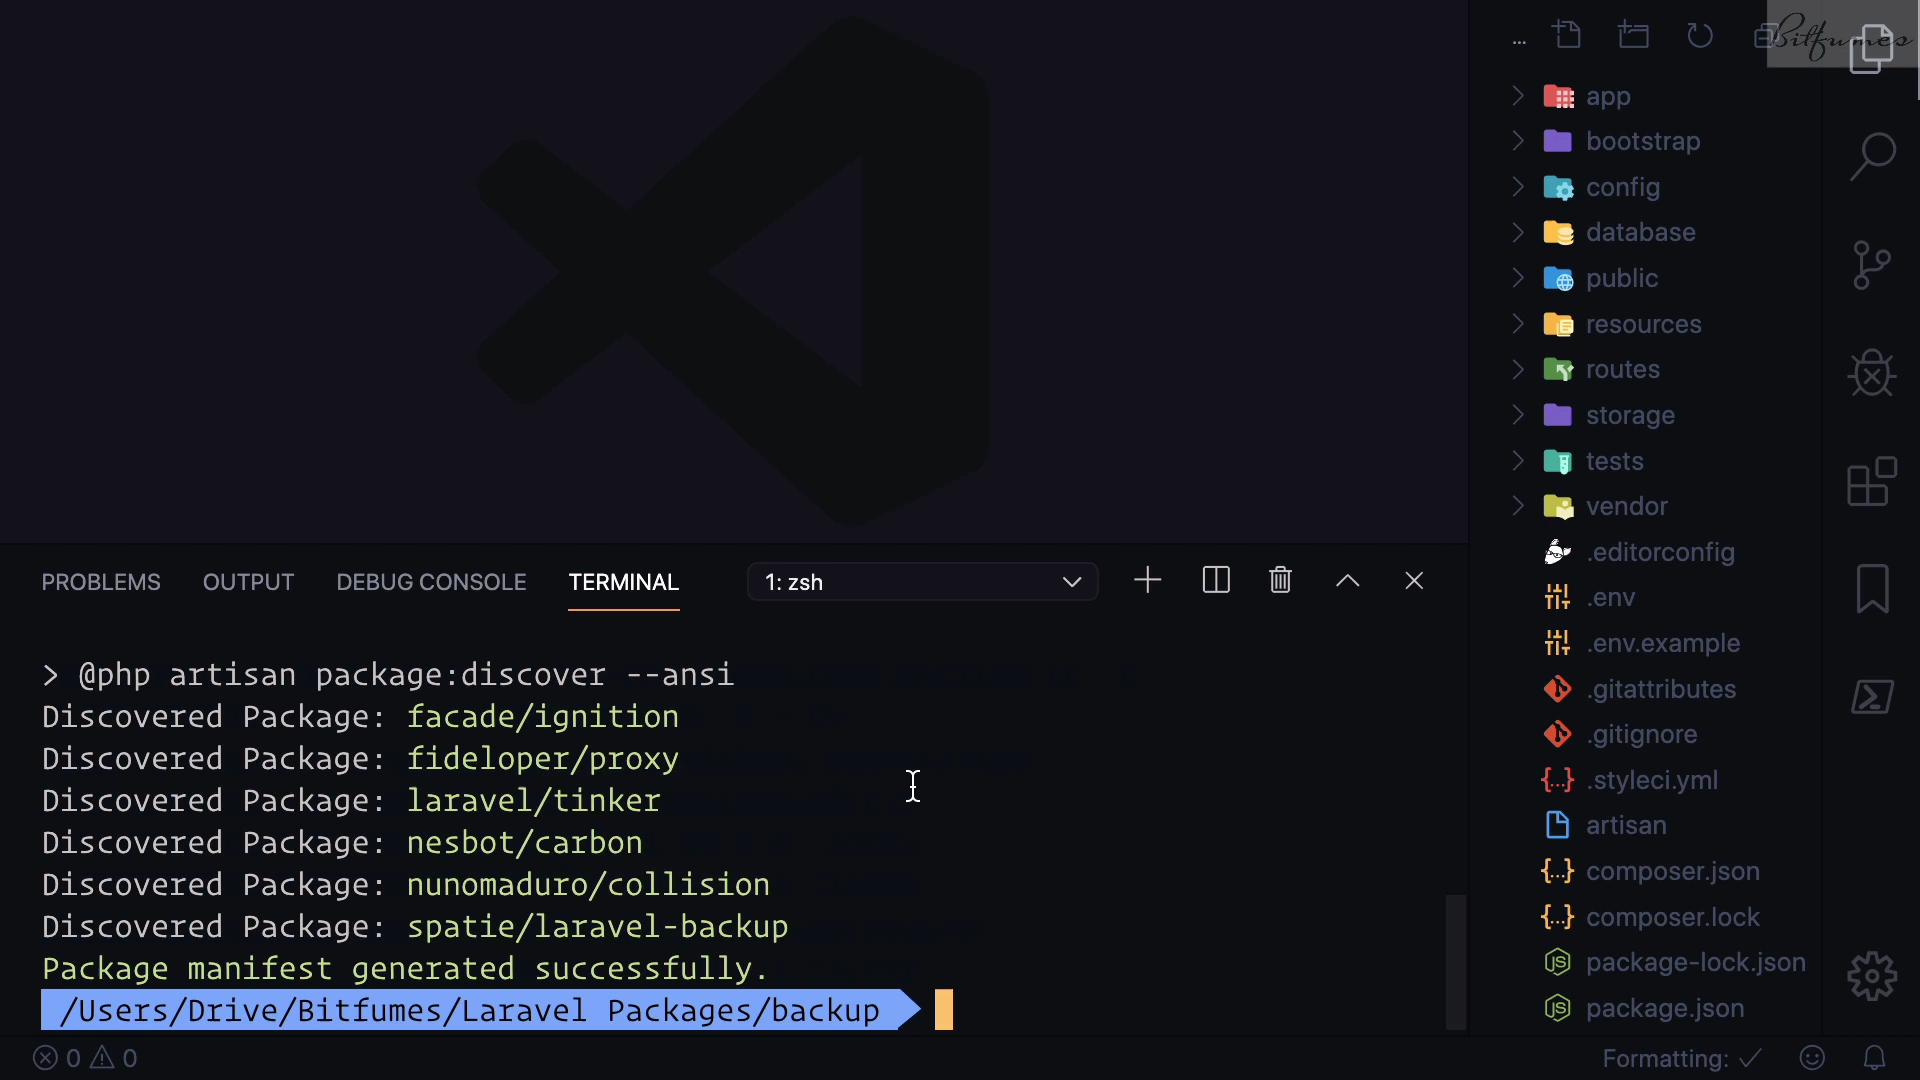 ...
Bitfumes
app
bootstrap
config
database
public
resources
routes
storage
tests
vendor
.editorconfig
.env
.env.example
.gitattributes
.gitignore
.styleci.yml
artisan
composer.json
composer.lock
package-lock.json
package.json
PROBLEMS OUTPUT DEBUG CONSOLE TERMINAL 1: zsh
> @php artisan package:discover --ansi
Discovered Package: facade/ignition
Discovered Package: fideloper/proxy
Discovered Package: laravel/tinker
Discovered Package: nesbot/carbon
Discovered Package: nunomaduro/collision
Discovered Package: spatie/laravel-backup
Package manifest generated successfully.
/Users/Drive/Bitfumes/Laravel Packages/backup
0 0 Formatting: ✓